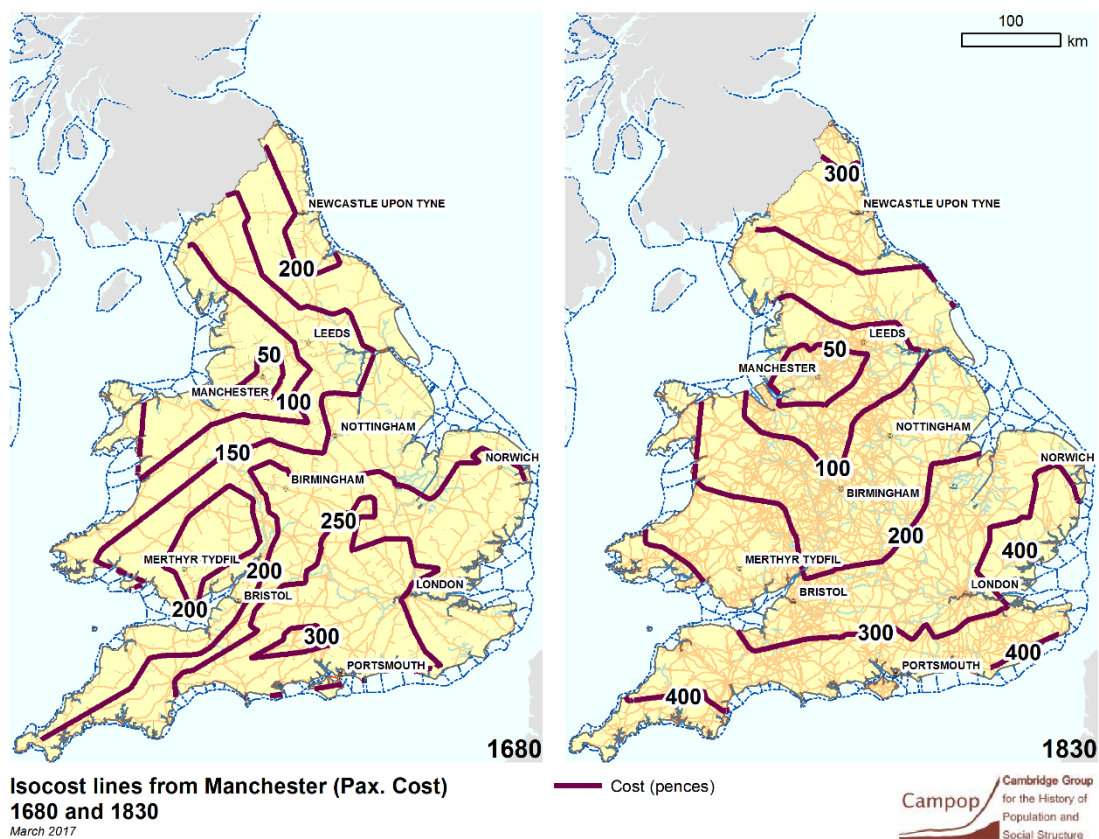 100
km
NEWCASTLE UPON TYNE
200
LEEDS
50
MANCHESTER
100
NOTTINGHAM
150
NORWICH
BIRMINGHAM
250
MERTHYR TYDFIL
200
LONDON
BRISTOL
200
300
PORTSMOUTH
1680
300
NEWCASTLE UPON TYNE
LEEDS
50
MANCHESTER
NOTTINGHAM
NORWICH
100
BIRMINGHAM
200
400
MERTHYR TYDFIL
LONDON
BRISTOL
300
400
PORTSMOUTH
400
1830
Isocost lines from Manchester (Pax. Cost)
1680 and 1830
March 2017
Cost (pences)
Campop
Cambridge Group
for the History of
Population and
Social Structure